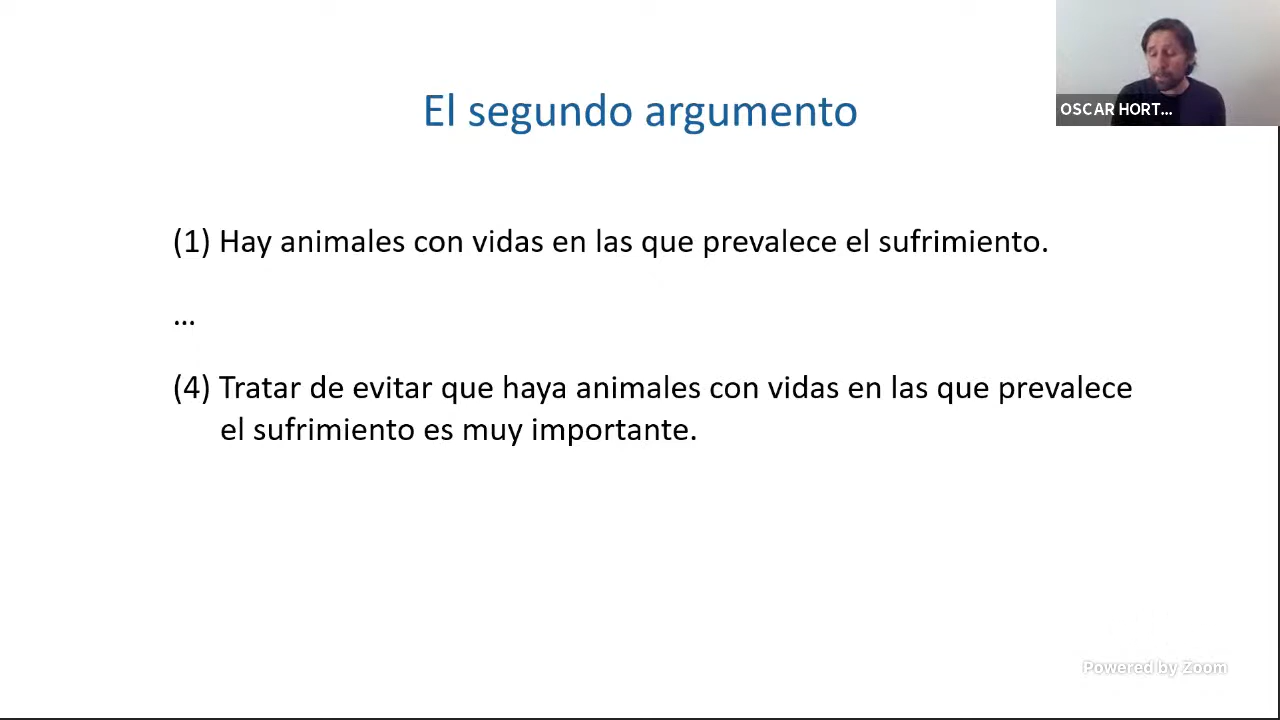 El segundo argumento
OSCAR HORT...
(1) Hay animales con vidas en las que prevalece el sufrimiento.
...
(4) Tratar de evitar que haya animales con vidas en las que prevalece
el sufrimiento es muy importante.
Powered by Zoom